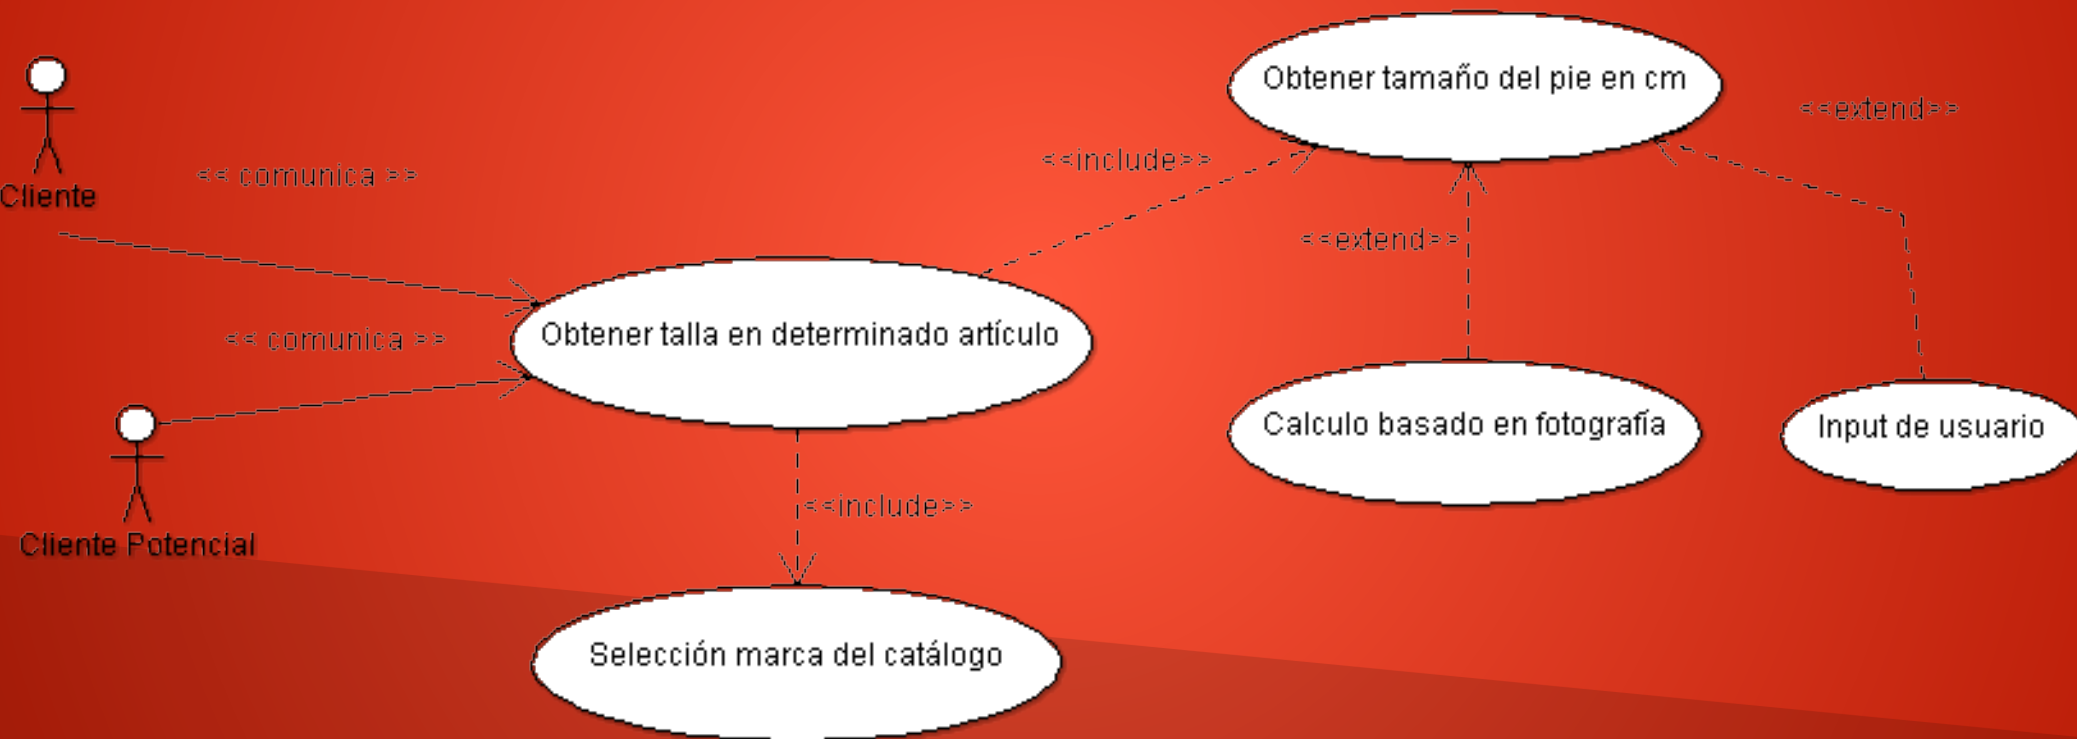 Obtener tamaño del pie en cm
<<extend>>
<<include>>
<< comunica >>
Cliente
<<extend>>
Obtener talla en determinado artículo
<< comunica >>
Calculo basado en fotografía
Input de usuario
<<include>>
Cliente Potencial
Selección marca del catálogo